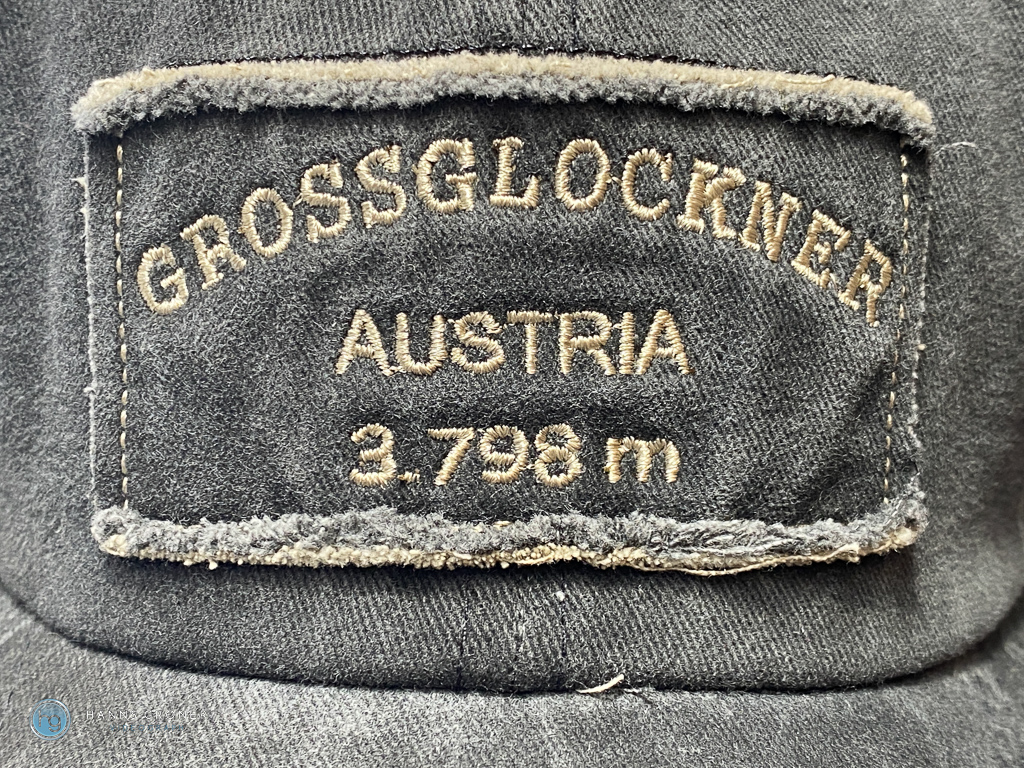 GROSSGLOCKNER
AUSTRIA
3.798 m